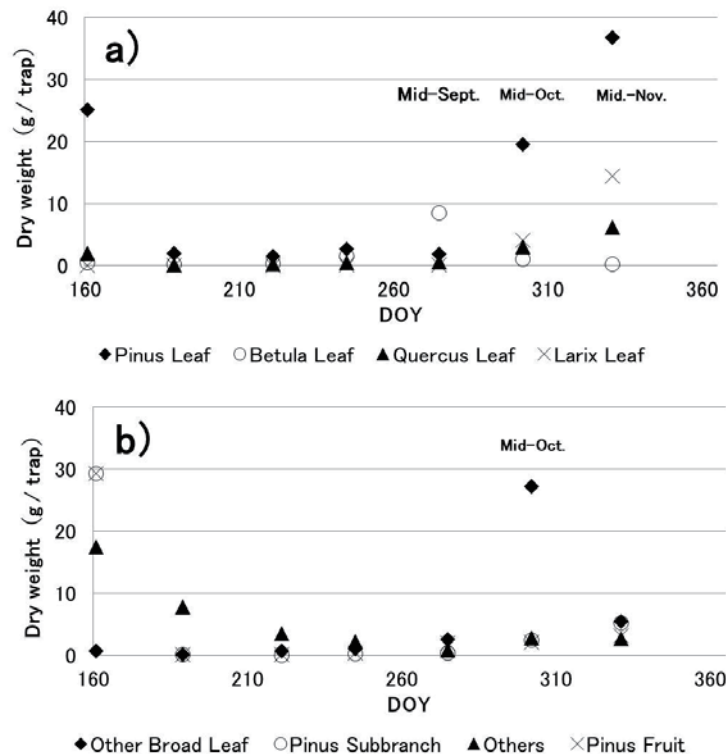 40
a)
30
Mid-Sept. Mid-Oct. Mid.-Nov.
20
10
0
Dry weight (g / trap)
160 210 260 310 360
DOY
◆Pinus Leaf ○Betula Leaf ▲Quercus Leaf ×Larix Leaf
40
b)
Mid-Oct.
30
20
10
0
Dry weight (g / trap)
160 210 260 310 360
DOY
◆Other Broad Leaf ○Pinus Subbranch ▲Others ×Pinus Fruit